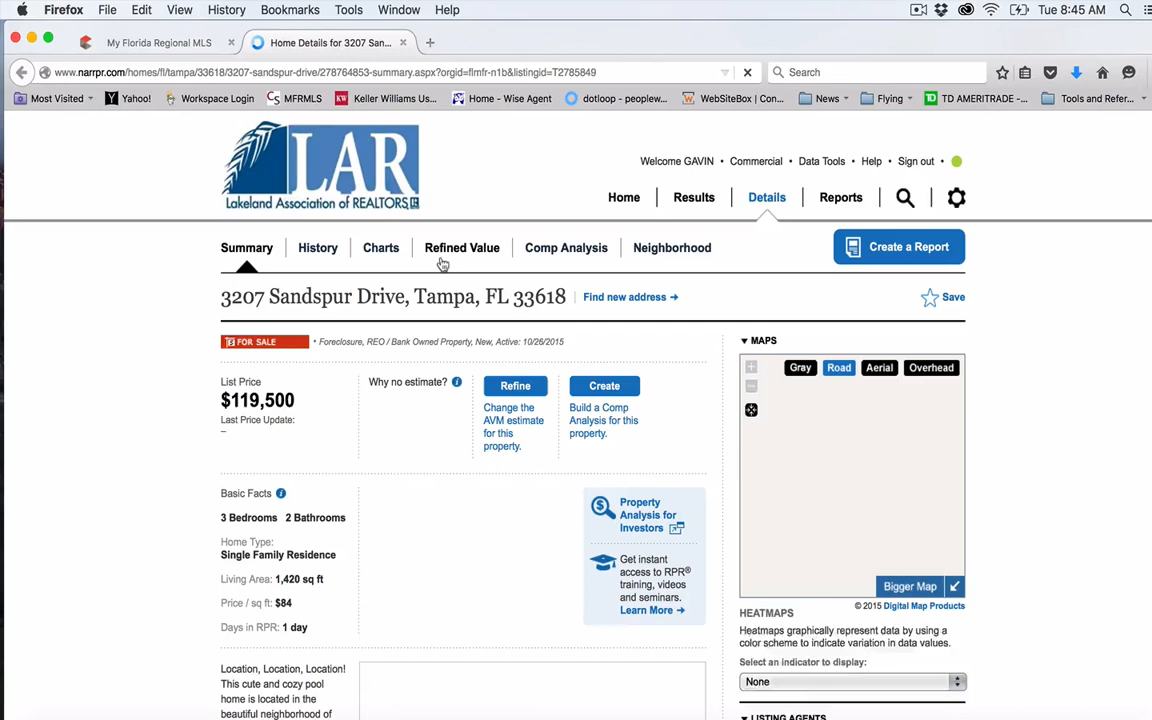 Firefox File Edit View History Bookmarks Tools Window Help Tue 8:45 AM
My Florida Regional MLS × Home Details for 3207 San... × +
www.narrpr.com/homes/fl/tampa/33618/3207-sandspur-drive/278764853-summary.aspx?orgid=flmfr-n1b&listingid=T2785849 Search
Most Visited Yahoo! Workspace Login MFRMLS Keller Williams Us... Home - Wise Agent dotloop - peoplew... WebSiteBox | Con... News Flying TD AMERITRADE -... Tools and Refer...
LAR
Lakeland Association of REALTORS
Welcome GAVIN • Commercial • Data Tools • Help • Sign out •
Home Results Details Reports
Summary History Charts Refined Value Comp Analysis Neighborhood Create a Report
3207 Sandspur Drive, Tampa, FL 33618 Find new address → Save
FOR SALE • Foreclosure, REO / Bank Owned Property, New, Active: 10/26/2015
▼ MAPS
Gray Road Aerial Overhead
List Price
$119,500
Last Price Update:
–
Why no estimate?
Refine
Change the
AVM estimate
for this
property.
Create
Build a Comp
Analysis for this
property.
Basic Facts
3 Bedrooms 2 Bathrooms
Home Type:
Single Family Residence
Living Area: 1,420 sq ft
Price / sq ft: $84
Days in RPR: 1 day
Property
Analysis for
Investors
Get instant
access to RPR®
training, videos
and seminars.
Learn More →
Bigger Map
© 2015 Digital Map Products
HEATMAPS
Heatmaps graphically represent data by using a
color scheme to indicate variation in data values.
Select an indicator to display:
None
Location, Location, Location!
This cute and cozy pool
home is located in the
beautiful neighborhood of
▼ LISTING AGENTS